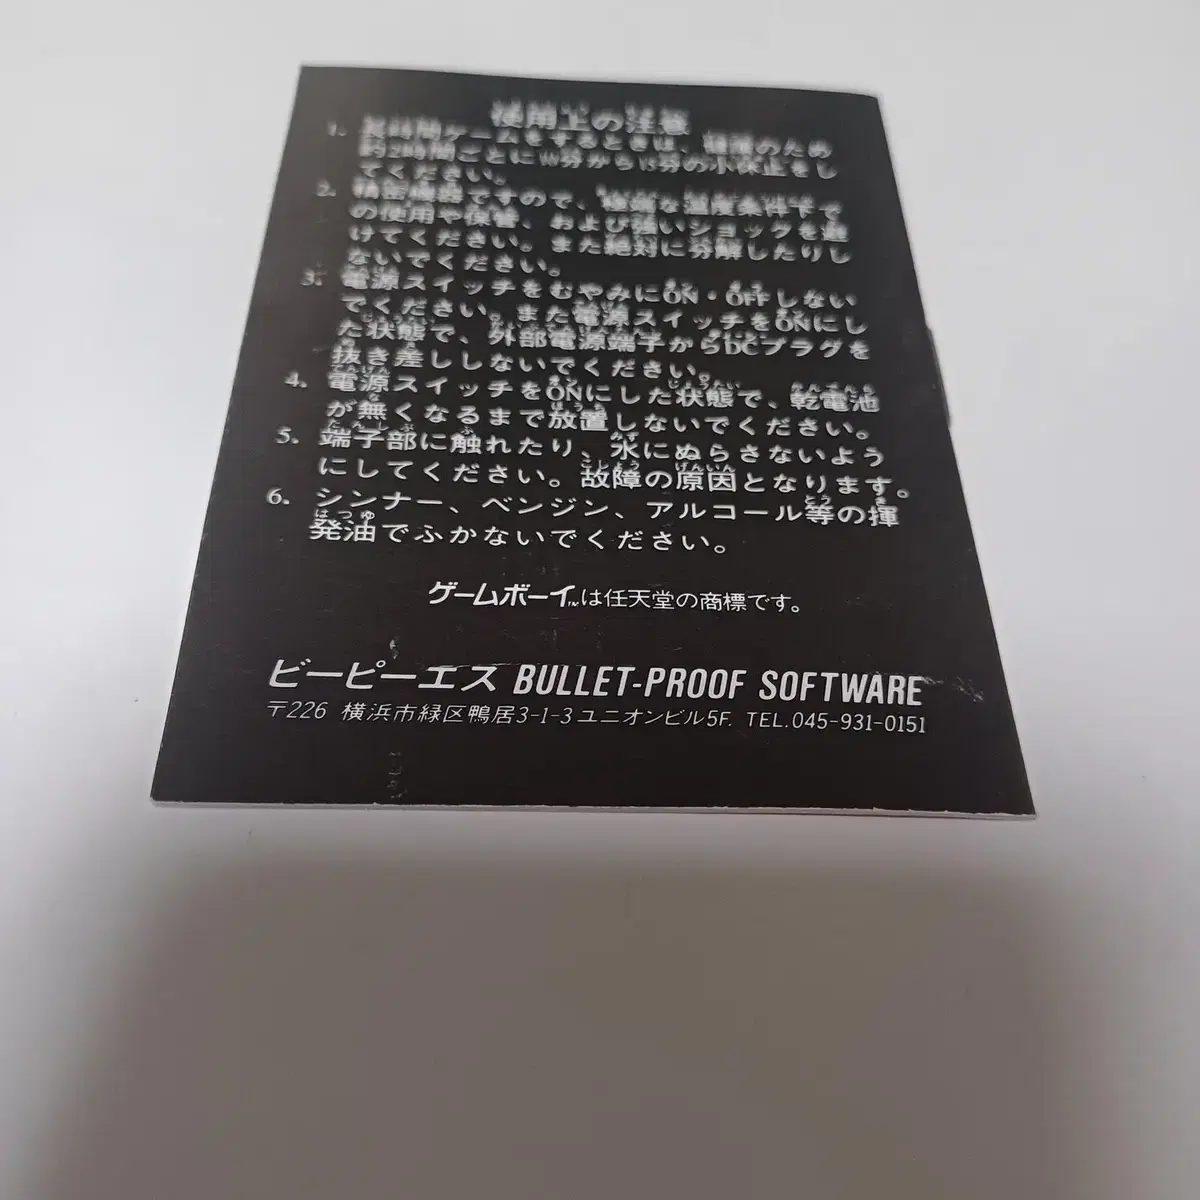 使用上の注意
1. 長時間ゲームをするときは、健康のため
約2時間ごとに10分から15分の小休止をし
てください。
2. 精密機器ですので、極端な温度条件下で
の使用や保管、および強いショックを避
けてください。また絶対に分解したりし
ないでください。
3. 電源スイッチをむやみにON・OFFしない
でください。また電源スイッチをONにし
た状態で、外部電源端子からDCプラグを
抜き差ししないでください。
4. 電源スイッチをONにした状態で、乾電池
が無くなるまで放置しないでください。
5. 端子部に触れたり、水にぬらさないよう
にしてください。故障の原因となります。
6. シンナー、ベンジン、アルコール等の揮
発油でふかないでください。
ゲームボーイ™は任天堂の商標です。
ビーピーエス BULLET-PROOF SOFTWARE
〒226 横浜市緑区鴨居3-1-3ユニオンビル5F. TEL.045-931-0151